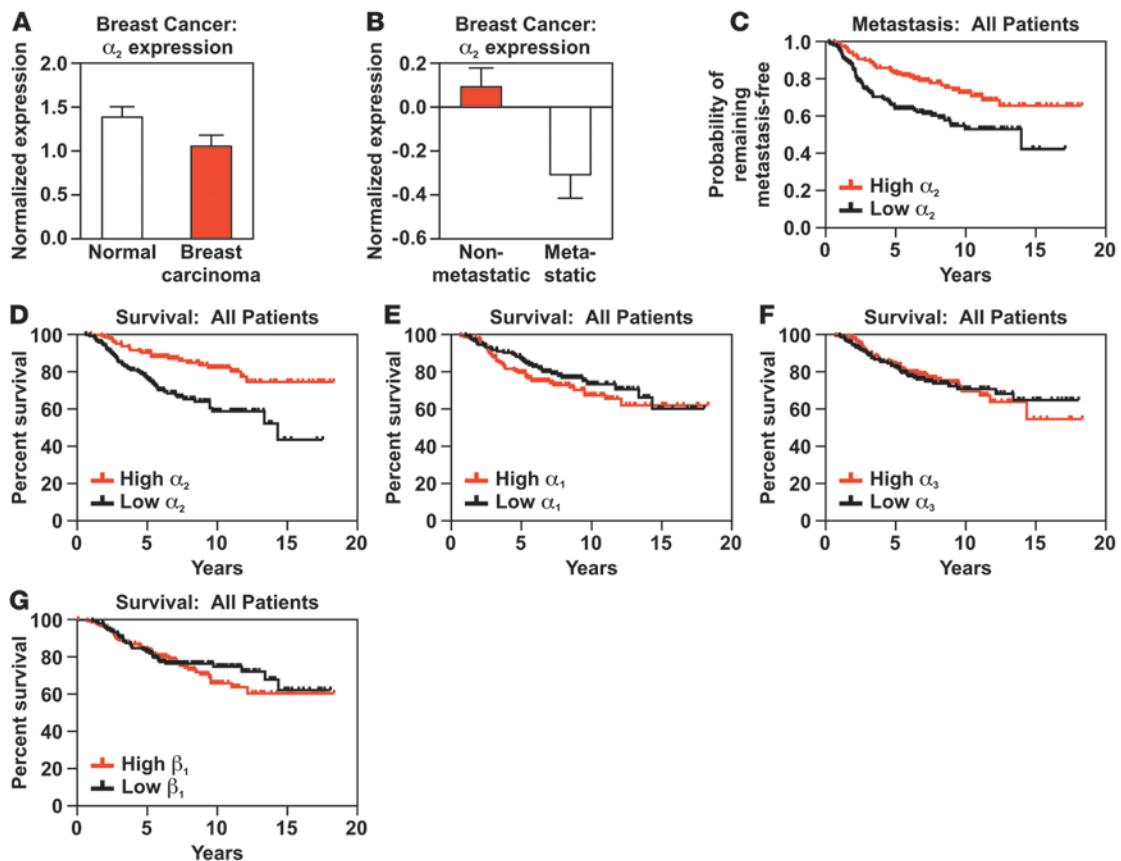 A
Breast Cancer:
α₂ expression
Normalized expression
2.0
1.5
1.0
0.5
0.0
Normal
Breast
carcinoma
B
Breast Cancer:
α₂ expression
Normalized expression
0.2
0.0
-0.2
-0.4
-0.6
Non-
metastatic
Meta-
static
C
Metastasis: All Patients
Probability of
remaining
metastasis-free
1.0
0.8
0.6
0.4
0.2
0.0
High α₂
Low α₂
0 5 10 15 20
Years
D
Survival: All Patients
Percent survival
100
80
60
40
20
0
High α₂
Low α₂
0 5 10 15 20
Years
E
Survival: All Patients
Percent survival
100
80
60
40
20
0
High α₁
Low α₁
0 5 10 15 20
Years
F
Survival: All Patients
Percent survival
100
80
60
40
20
0
High α₃
Low α₃
0 5 10 15 20
Years
G
Survival: All Patients
Percent survival
100
80
60
40
20
0
High β₁
Low β₁
0 5 10 15 20
Years